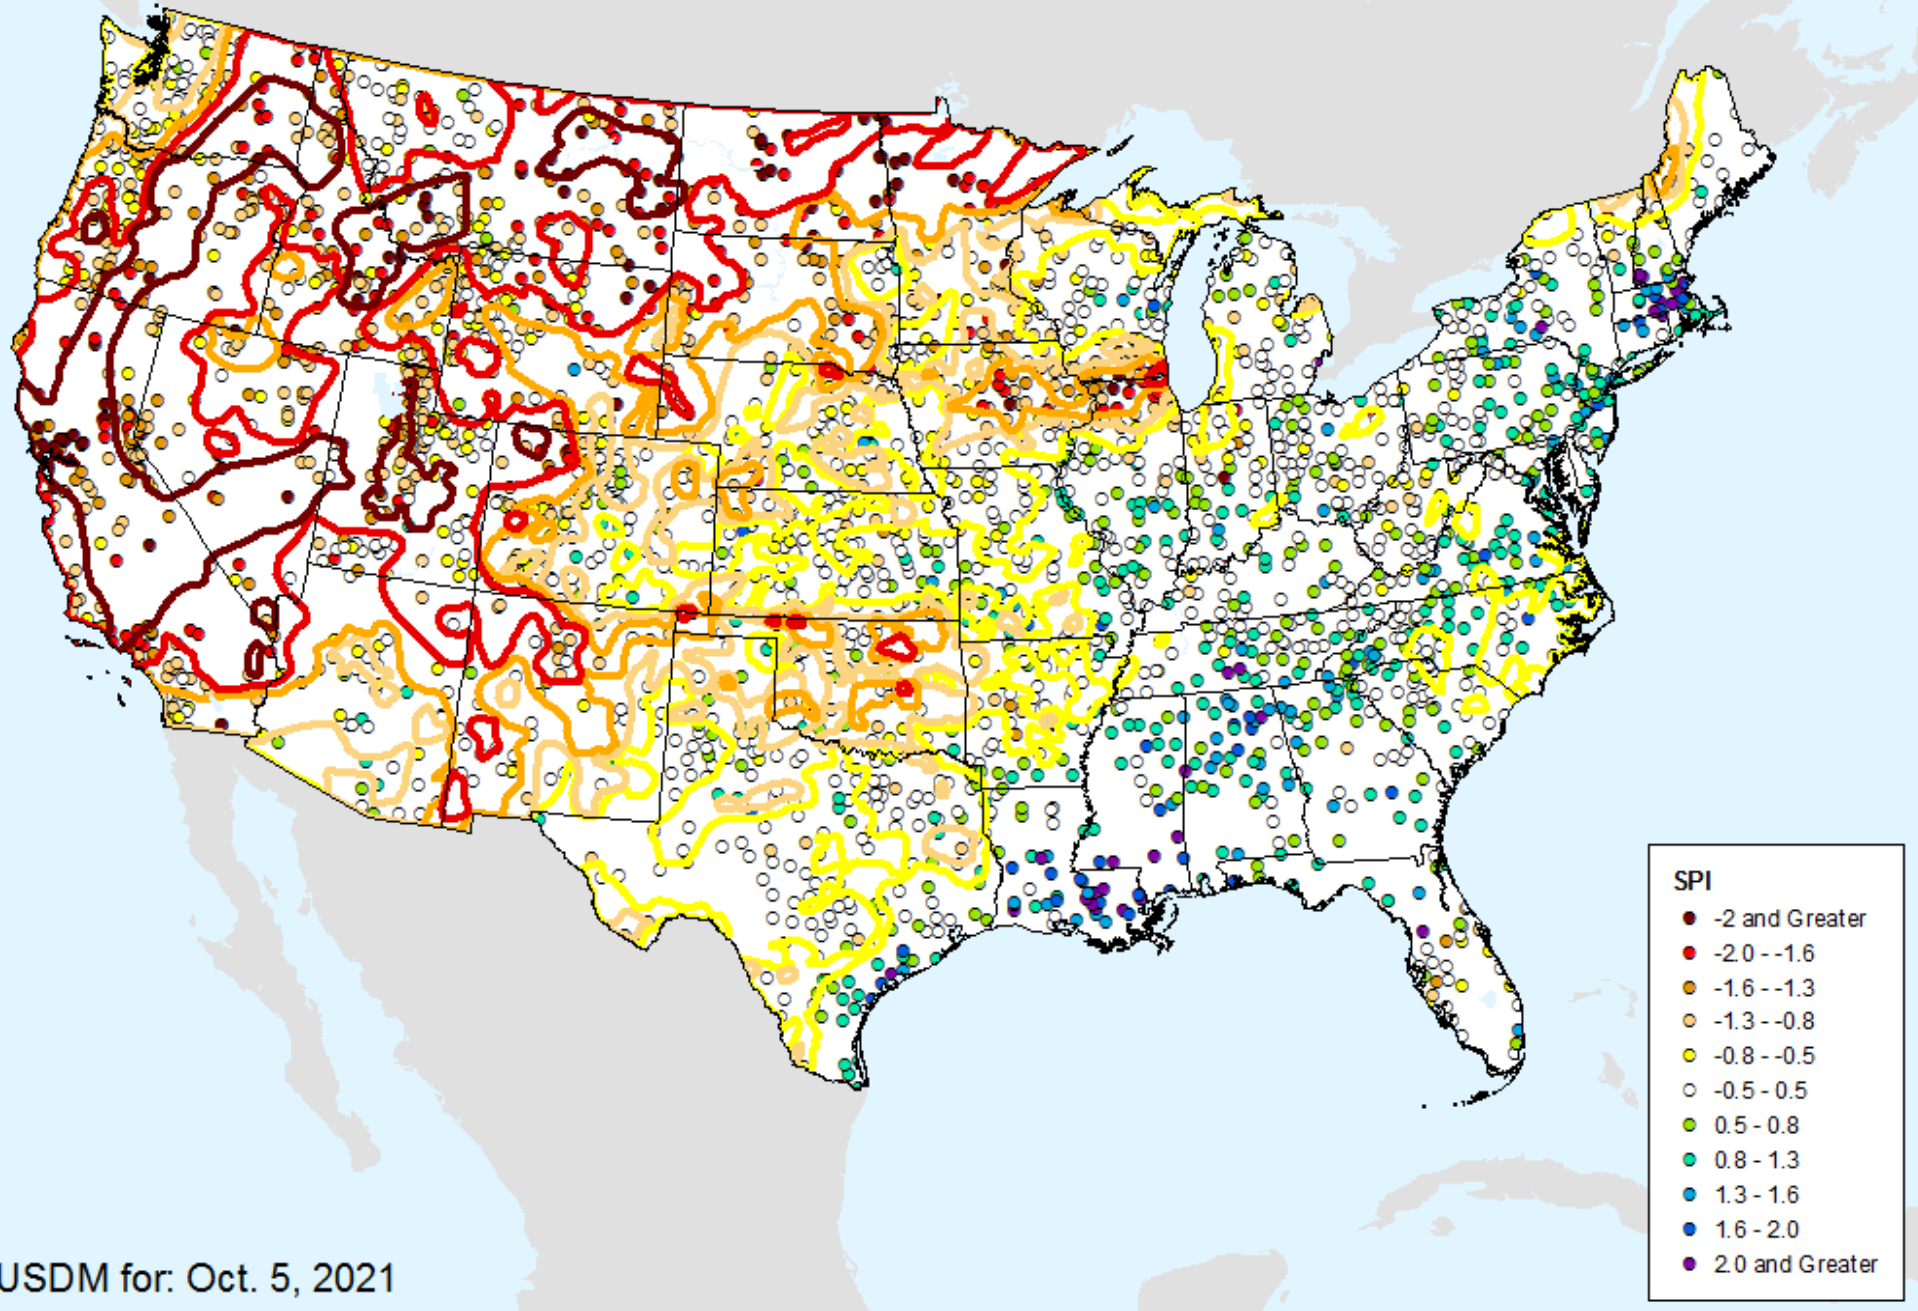 SPI
-2 and Greater
-2.0 - -1.6
-1.6 - -1.3
-1.3 - -0.8
-0.8 - -0.5
-0.5 - 0.5
0.5 - 0.8
0.8 - 1.3
1.3 - 1.6
1.6 - 2.0
2.0 and Greater
USDM for: Oct. 5, 2021